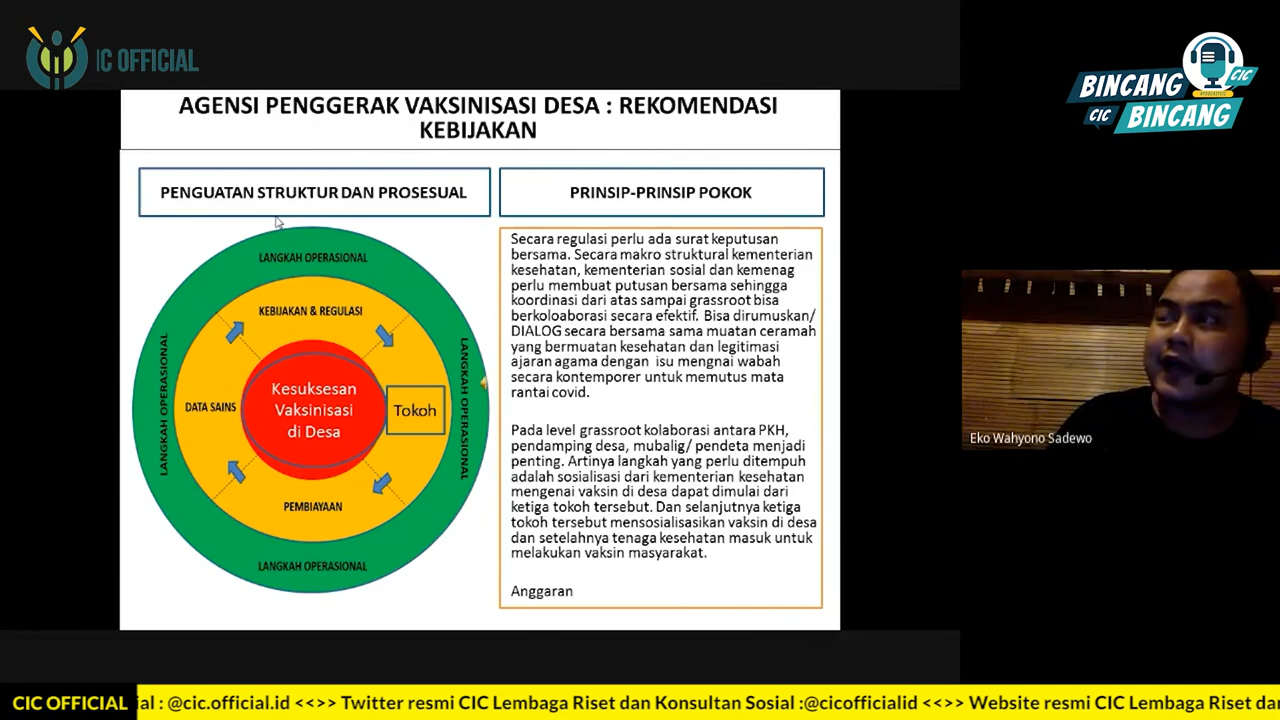 IC OFFICIAL
BINCANG
CIC
CIC
BINCANG
AGENSI PENGGERAK VAKSINISASI DESA : REKOMENDASI
KEBIJAKAN
PENGUATAN STRUKTUR DAN PROSESUAL
PRINSIP-PRINSIP POKOK
LANGKAH OPERASIONAL
KEBIJAKAN & REGULASI
LANGKAH OPERASIONAL
DATA SAINS
Kesuksesan
Vaksinisasi
di Desa
Tokoh
LANGKAH OPERASIONAL
PEMBIAYAAN
LANGKAH OPERASIONAL
Secara regulasi perlu ada surat keputusan
bersama. Secara makro struktural kementerian
kesehatan, kementerian sosial dan kemenag
perlu membuat putusan bersama sehingga
koordinasi dari atas sampai grassroot bisa
berkoloaborasi secara efektif. Bisa dirumuskan/
DIALOG secara bersama sama muatan ceramah
yang bermuatan kesehatan dan legitimasi
ajaran agama dengan isu mengnai wabah
secara kontemporer untuk memutus mata
rantai covid.
Pada level grassroot kolaborasi antara PKH,
pendamping desa, mubalig/ pendeta menjadi
penting. Artinya langkah yang perlu ditempuh
adalah sosialisasi dari kementerian kesehatan
mengenai vaksin di desa dapat dimulai dari
ketiga tokoh tersebut. Dan selanjutnya ketiga
tokoh tersebut mensosialisasikan vaksin di desa
dan setelahnya tenaga kesehatan masuk untuk
melakukan vaksin masyarakat.
Anggaran
Eko Wahyono Sadewo
CIC OFFICIAL
ial : @cic.official.id <<>> Twitter resmi CIC Lembaga Riset dan Konsultan Sosial :@cicofficialid <<>> Website resmi CIC Lembaga Riset da